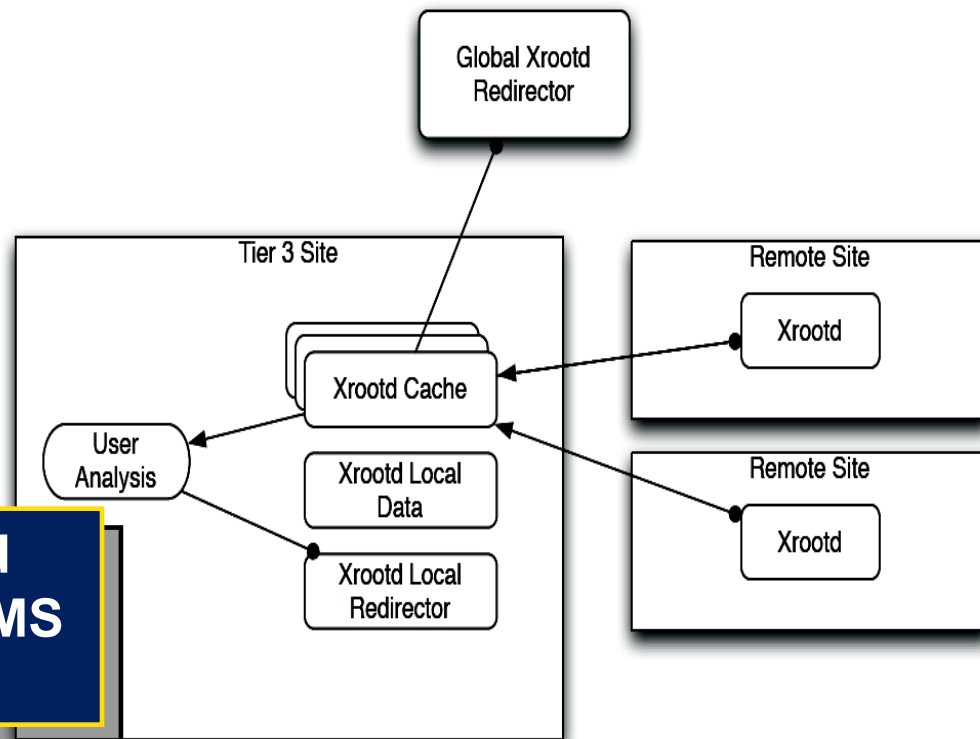 Global Xrootd
Redirector
Tier 3 Site
Xrootd Cache
User
Analysis
Xrootd Local
Data
Xrootd Local
Redirector
Remote Site
Xrootd
Remote Site
Xrootd
MS